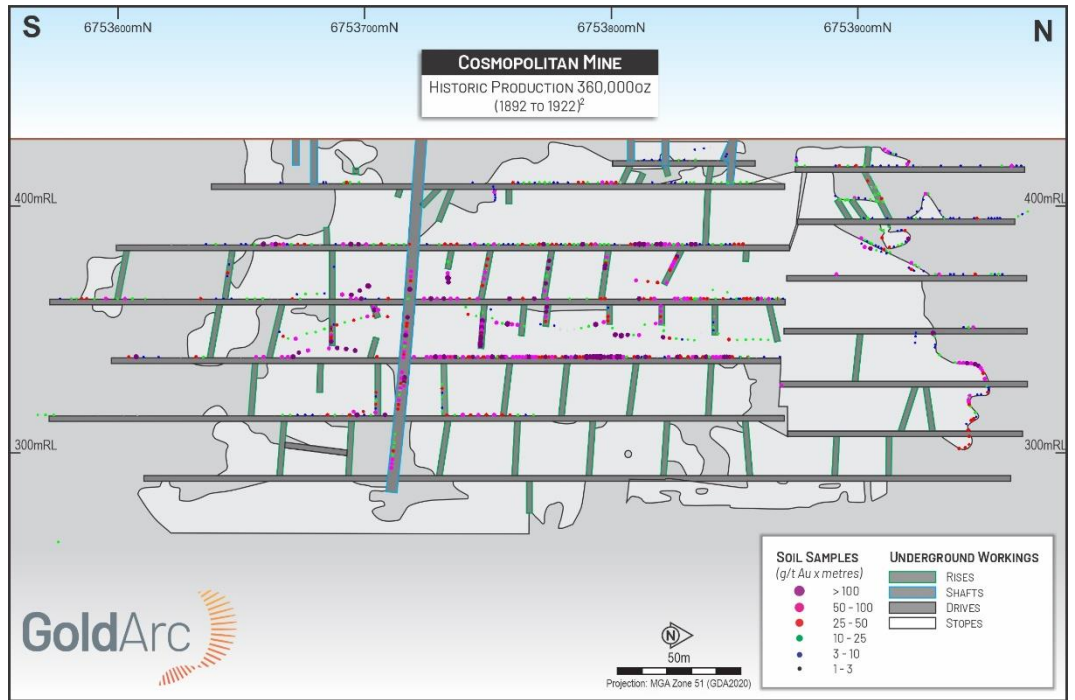 S
N
6753600mN
6753700mN
6753800mN
6753900mN
COSMOPOLITAN MINE
HISTORIC PRODUCTION 360,000OZ
(1892 TO 1922)²
400mRL
400mRL
300mRL
300mRL
GoldArc
N
50m
Projection: MGA Zone 51 (GDA2020)
SOIL SAMPLES
(g/t Au x metres)
> 100
50 - 100
25 - 50
10 - 25
3 - 10
1 - 3
UNDERGROUND WORKINGS
RISES
SHAFTS
DRIVES
STOPES